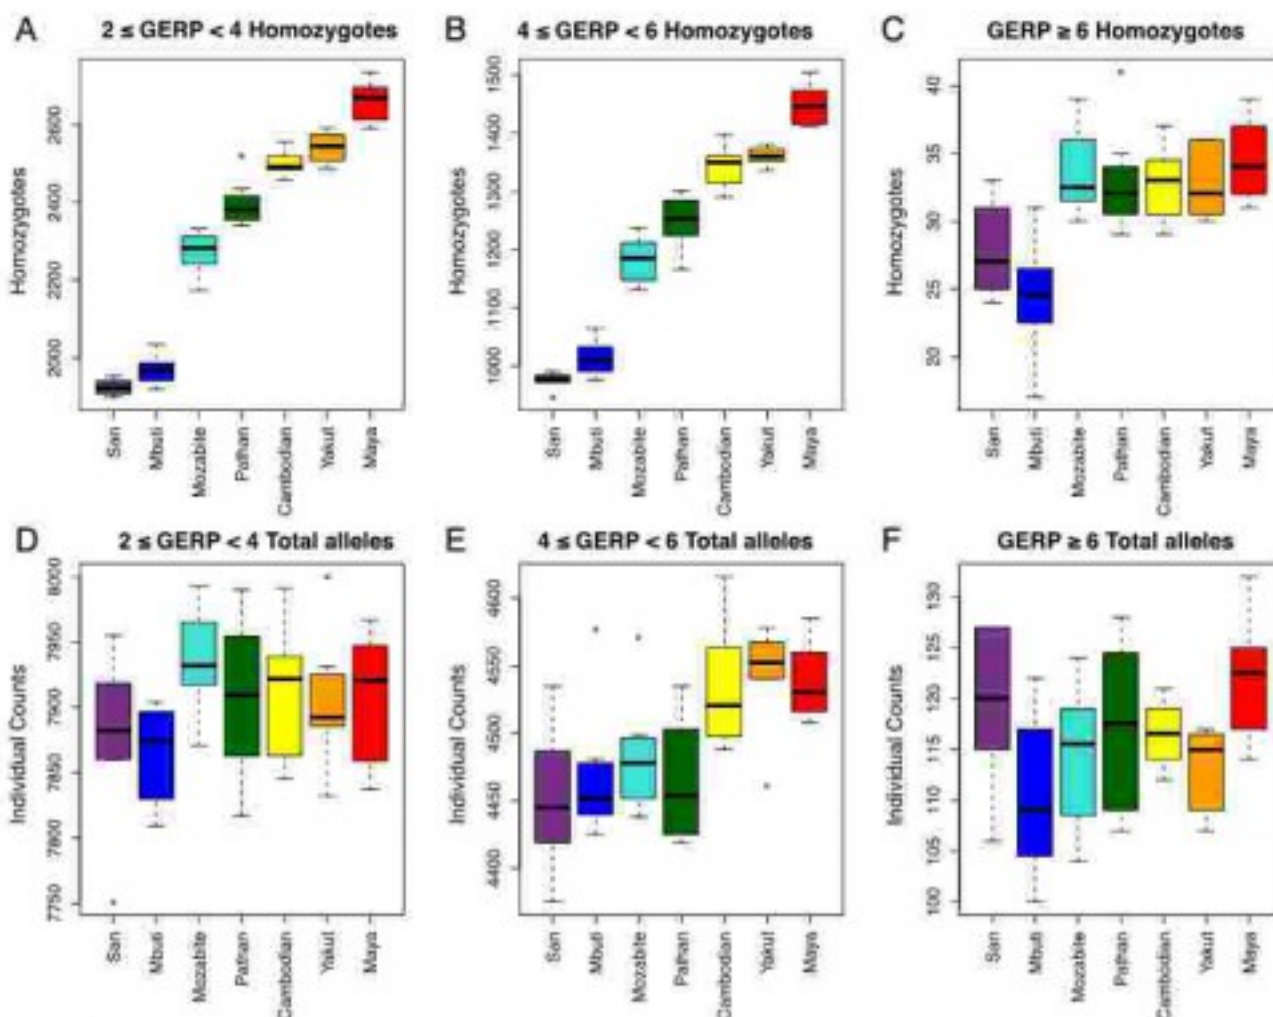 A 2 ≤ GERP < 4 Homozygotes
Homozygotes
2600
2400
2200
2000
San
Mbuti
Mozabite
Pathan
Cambodian
Yakut
Maya
B 4 ≤ GERP < 6 Homozygotes
Homozygotes
1500
1400
1300
1200
1100
1000
San
Mbuti
Mozabite
Pathan
Cambodian
Yakut
Maya
C GERP ≥ 6 Homozygotes
Homozygotes
40
35
30
25
20
San
Mbuti
Mozabite
Pathan
Cambodian
Yakut
Maya
D 2 ≤ GERP < 4 Total alleles
Individual Counts
8000
7950
7900
7850
7800
7750
San
Mbuti
Mozabite
Pathan
Cambodian
Yakut
Maya
E 4 ≤ GERP < 6 Total alleles
Individual Counts
4600
4550
4500
4450
4400
San
Mbuti
Mozabite
Pathan
Cambodian
Yakut
Maya
F GERP ≥ 6 Total alleles
Individual Counts
130
125
120
115
110
105
100
San
Mbuti
Mozabite
Pathan
Cambodian
Yakut
Maya